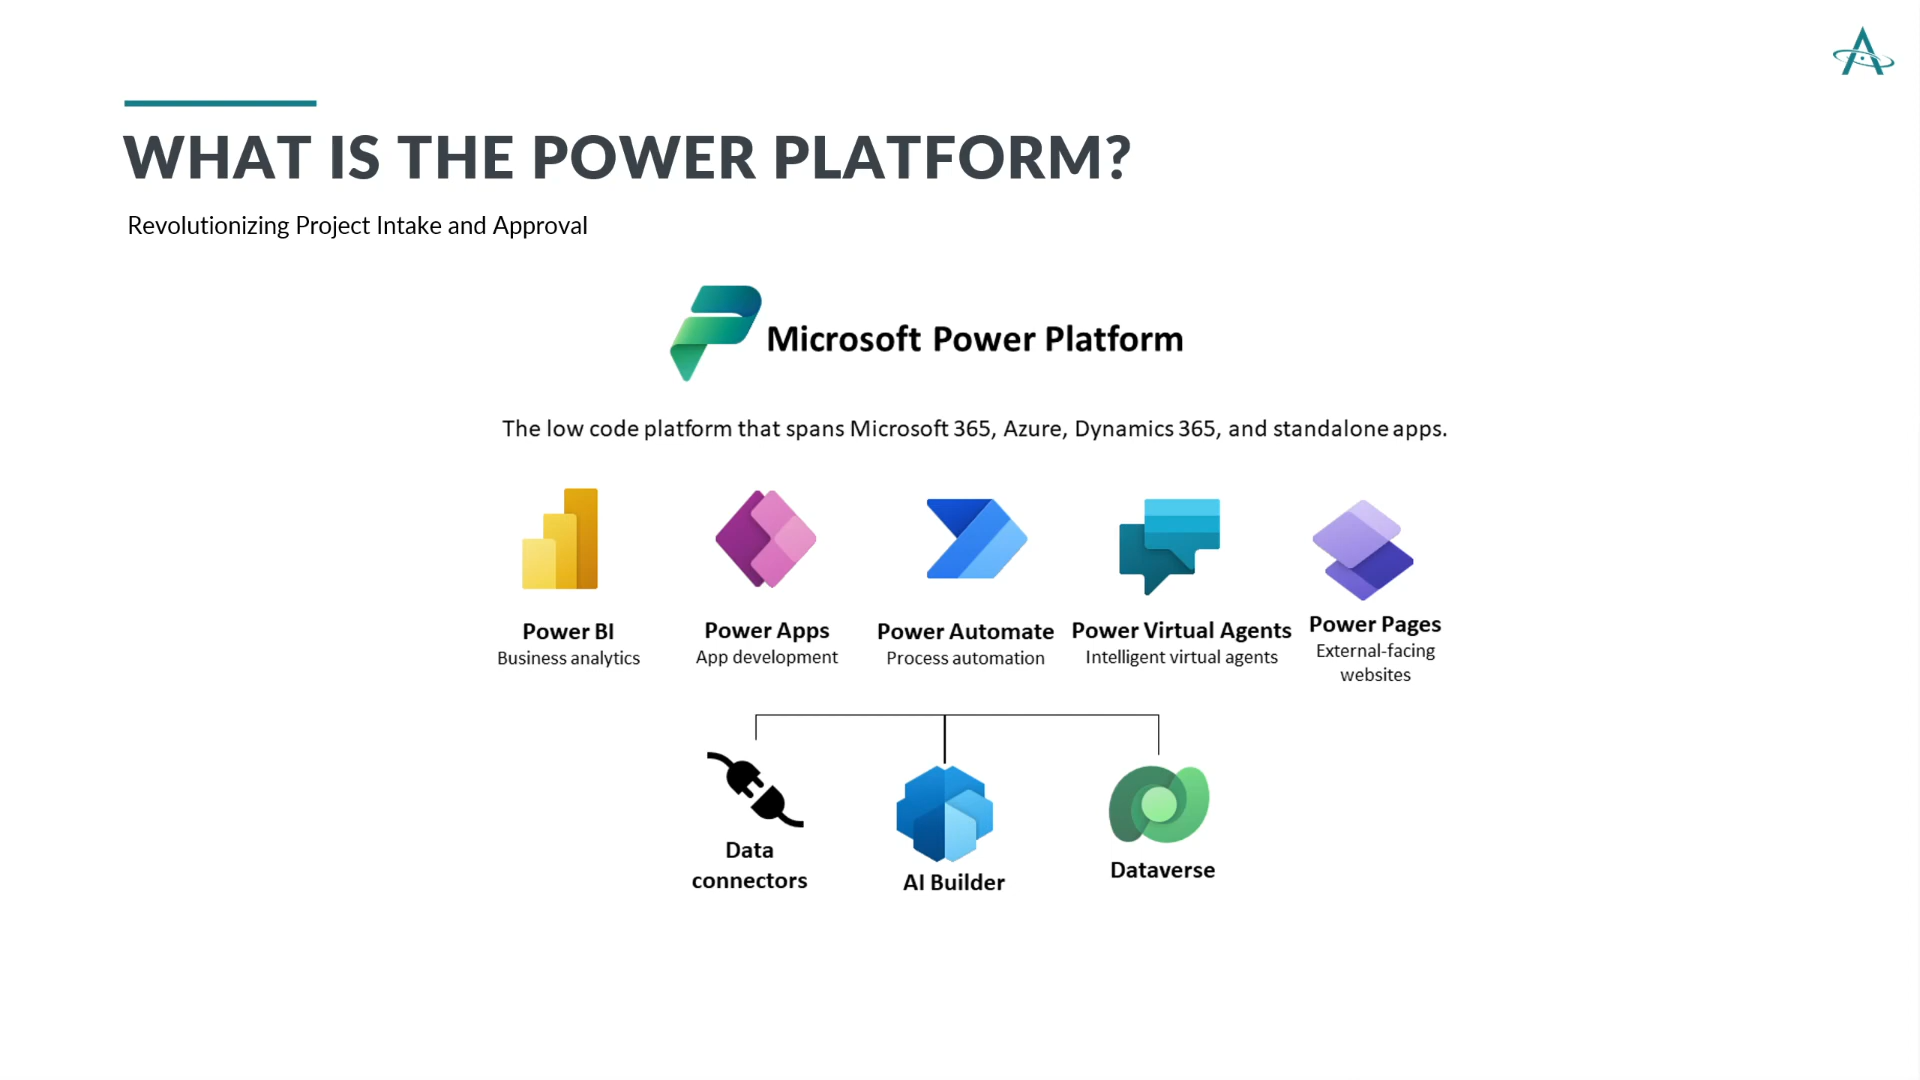 WHAT IS THE POWER PLATFORM?
Revolutionizing Project Intake and Approval
Microsoft Power Platform
The low code platform that spans Microsoft 365, Azure, Dynamics 365, and standalone apps.
Power BI
Business analytics
Power Apps
App development
Power Automate
Process automation
Power Virtual Agents
Intelligent virtual agents
Power Pages
External-facing
websites
Data
connectors
AI Builder
Dataverse